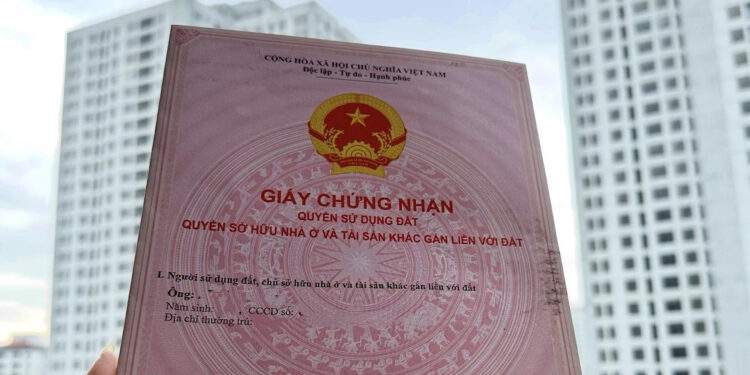 CỘNG HÒA XÃ HỘI CHỦ NGHĨA VIỆT NAM
Độc lập - Tự do - Hạnh phúc
GIẤY CHỨNG NHẬN
QUYỀN SỬ DỤNG ĐẤT
QUYỀN SỞ HỮU NHÀ Ở VÀ TÀI SẢN KHÁC GẮN LIỀN VỚI ĐẤT
I. Người sử dụng đất, chủ sở hữu nhà ở và tài sản khác gắn liền với đất
Ông:
Năm sinh: , CCCD số:
Địa chỉ thường trú: